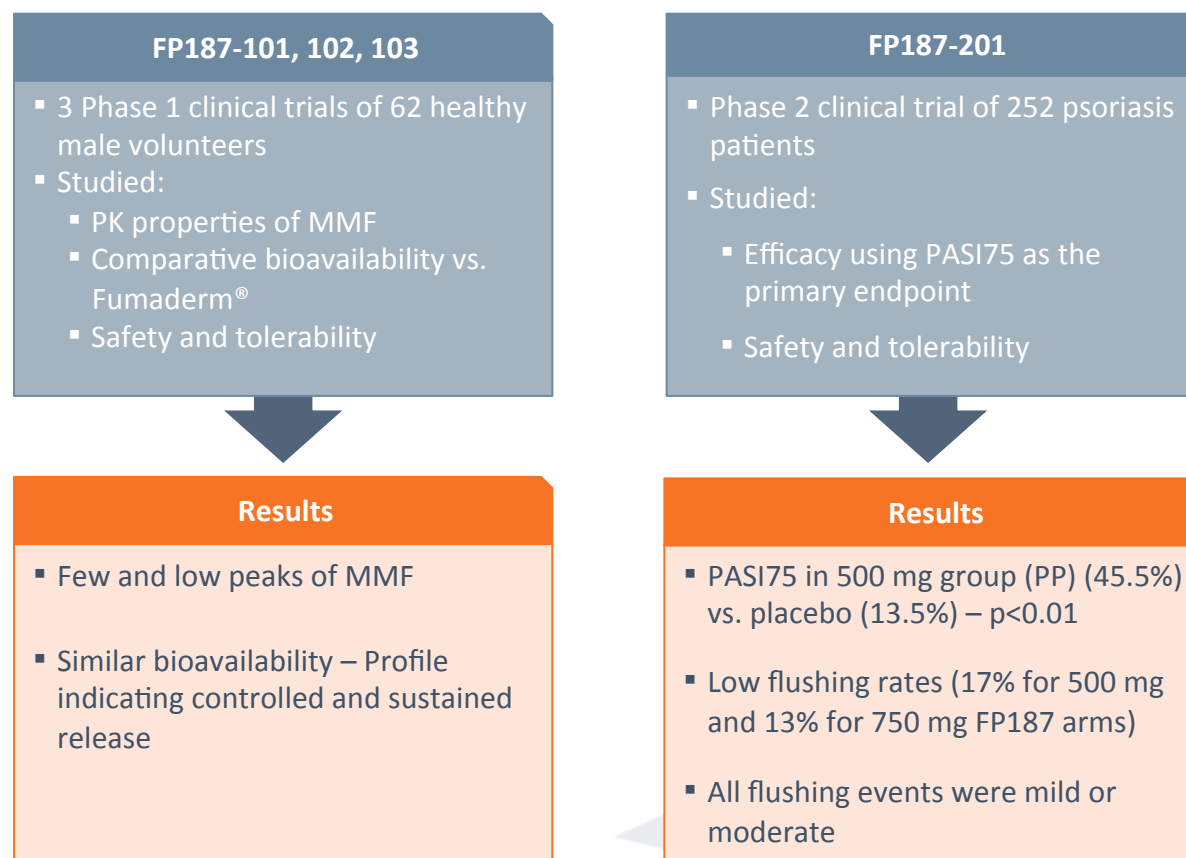 FP187-101, 102, 103
▪ 3 Phase 1 clinical trials of 62 healthy
male volunteers
▪ Studied:
▪ PK properties of MMF
▪ Comparative bioavailability vs.
Fumaderm®
▪ Safety and tolerability
Results
▪ Few and low peaks of MMF
▪ Similar bioavailability – Profile
indicating controlled and sustained
release
FP187-201
▪ Phase 2 clinical trial of 252 psoriasis
patients
▪ Studied:
▪ Efficacy using PASI75 as the
primary endpoint
▪ Safety and tolerability
Results
▪ PASI75 in 500 mg group (PP) (45.5%)
vs. placebo (13.5%) – p<0.01
▪ Low flushing rates (17% for 500 mg
and 13% for 750 mg FP187 arms)
▪ All flushing events were mild or
moderate